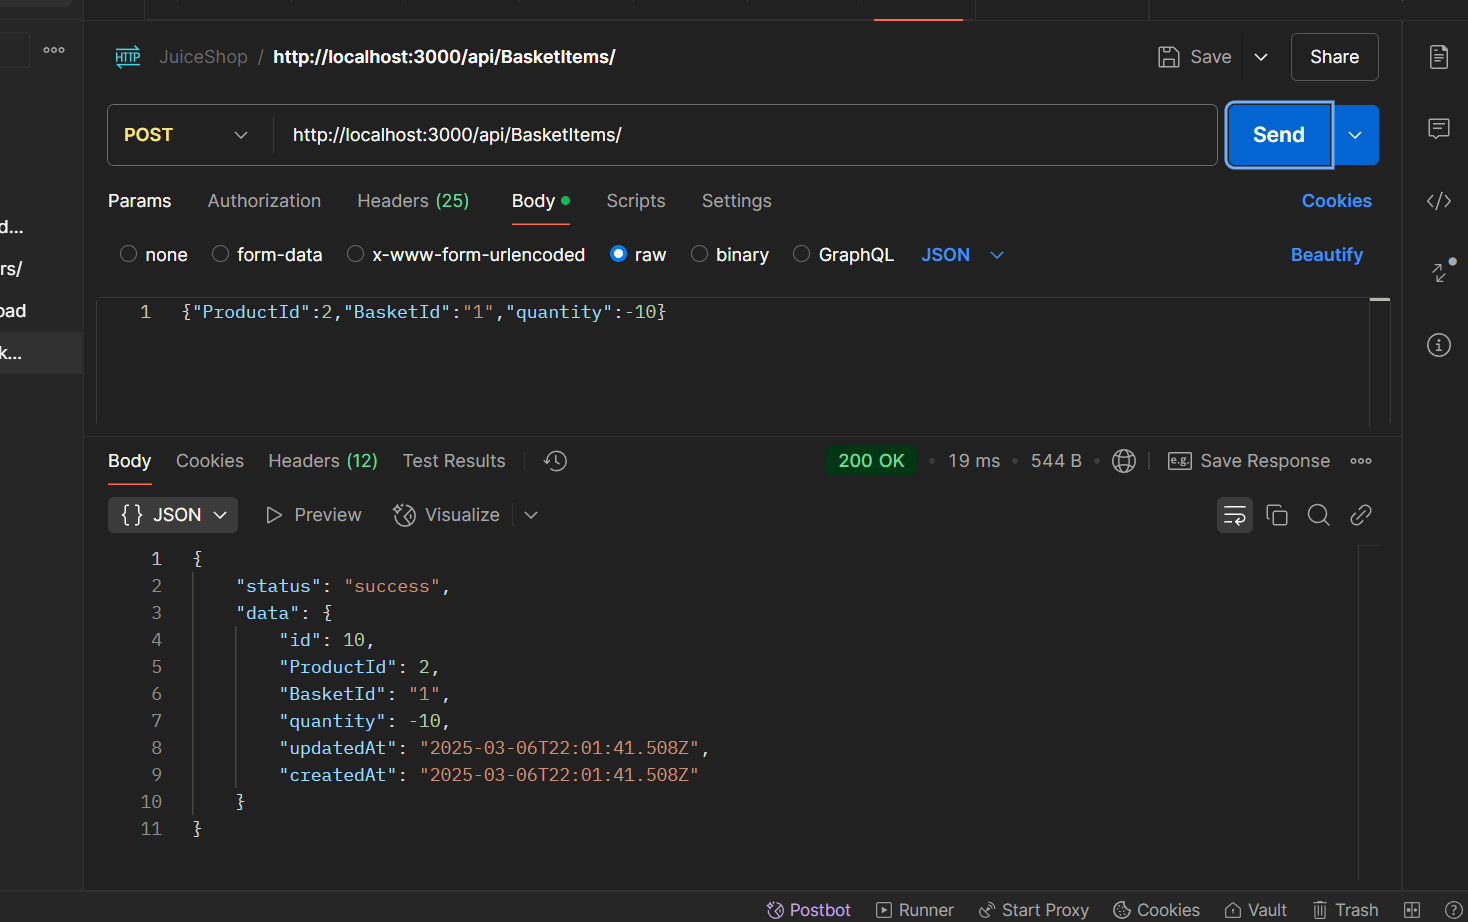 HTTP JuiceShop / http://localhost:3000/api/BasketItems/ Save Share
POST http://localhost:3000/api/BasketItems/ Send
Params Authorization Headers (25) Body Scripts Settings Cookies
d...
none form-data x-www-form-urlencoded raw binary GraphQL JSON Beautify
rs/
oad
1 {"ProductId":2,"BasketId":"1","quantity":-10}
k...
Body Cookies Headers (12) Test Results 200 OK 19 ms 544 B e.g. Save Response
{} JSON Preview Visualize
1 {
2 "status": "success",
3 "data": {
4 "id": 10,
5 "ProductId": 2,
6 "BasketId": "1",
7 "quantity": -10,
8 "updatedAt": "2025-03-06T22:01:41.508Z",
9 "createdAt": "2025-03-06T22:01:41.508Z"
10 }
11 }
Postbot Runner Start Proxy Cookies Vault Trash